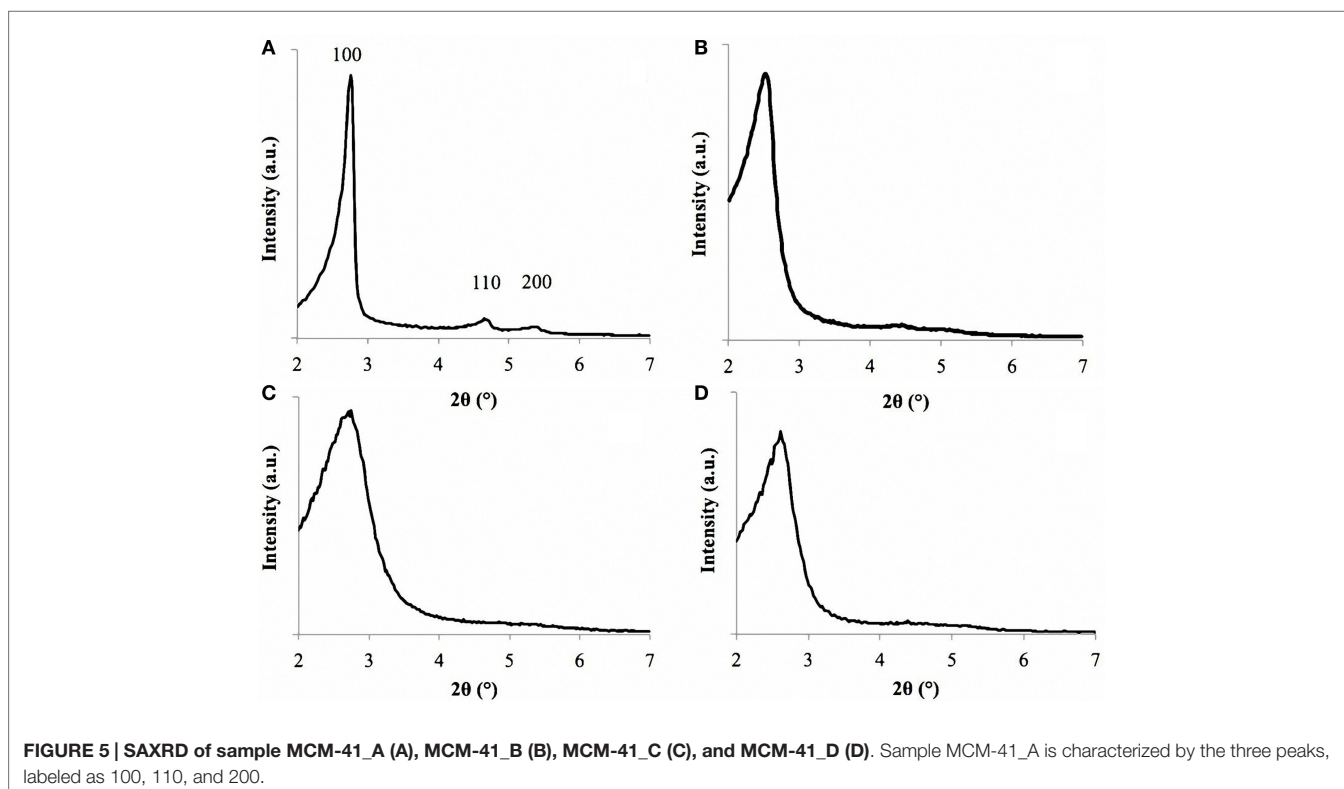 A
100
110 200
Intensity (a.u.)
2 3 4 5 6 7
2θ (°)
B
Intensity (a.u.)
2 3 4 5 6 7
2θ (°)
C
Intensity (a.u.)
2 3 4 5 6 7
2θ (°)
D
Intensity (a.u.)
2 3 4 5 6 7
2θ (°)
FIGURE 5 | SAXRD of sample MCM-41_A (A), MCM-41_B (B), MCM-41_C (C), and MCM-41_D (D). Sample MCM-41_A is characterized by the three peaks,
labeled as 100, 110, and 200.